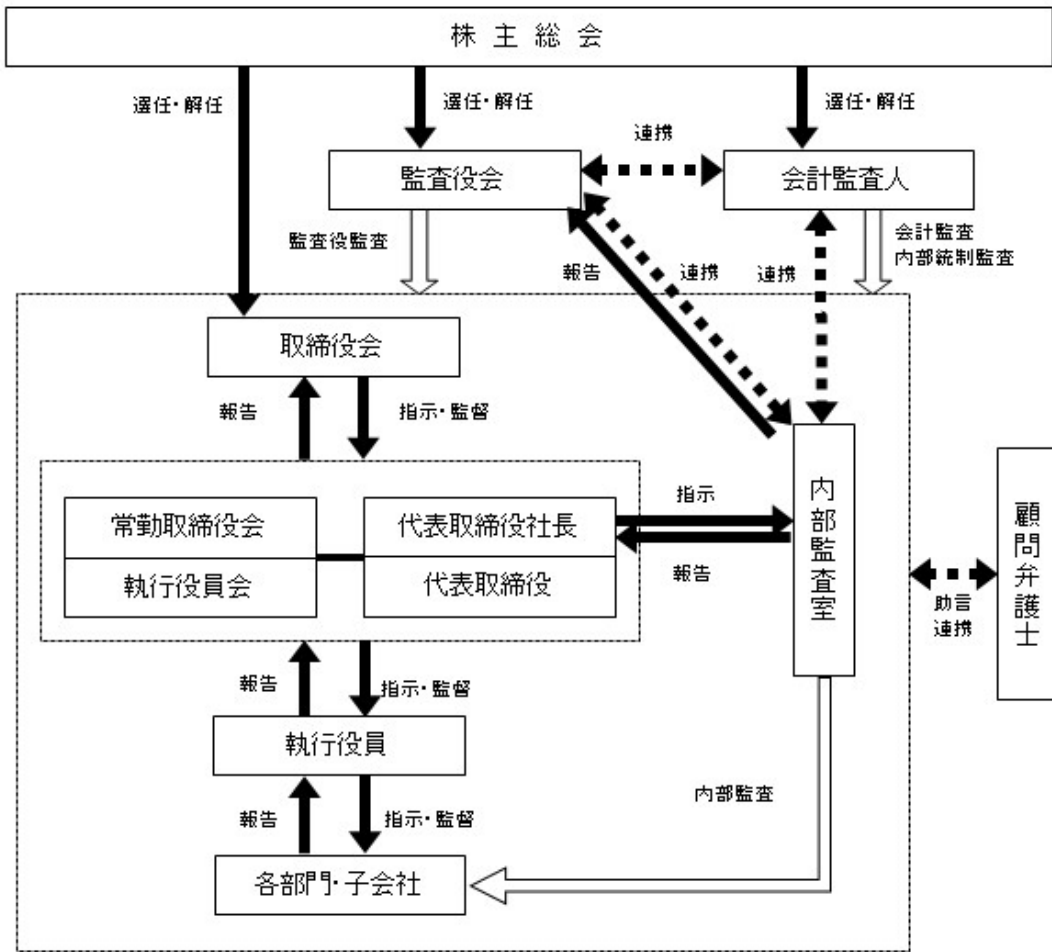 株主総会
選任・解任
選任・解任
選任・解任
連携
監査役会
会計監査人
監査役監査
報告
連携
連携
会計監査
内部統制監査
取締役会
報告
指示・監督
常勤取締役会
執行役員会
代表取締役社長
代表取締役
指示
報告
内部監査室
顧問弁護士
助言
連携
報告
指示・監督
執行役員
内部監査
報告
指示・監督
各部門・子会社